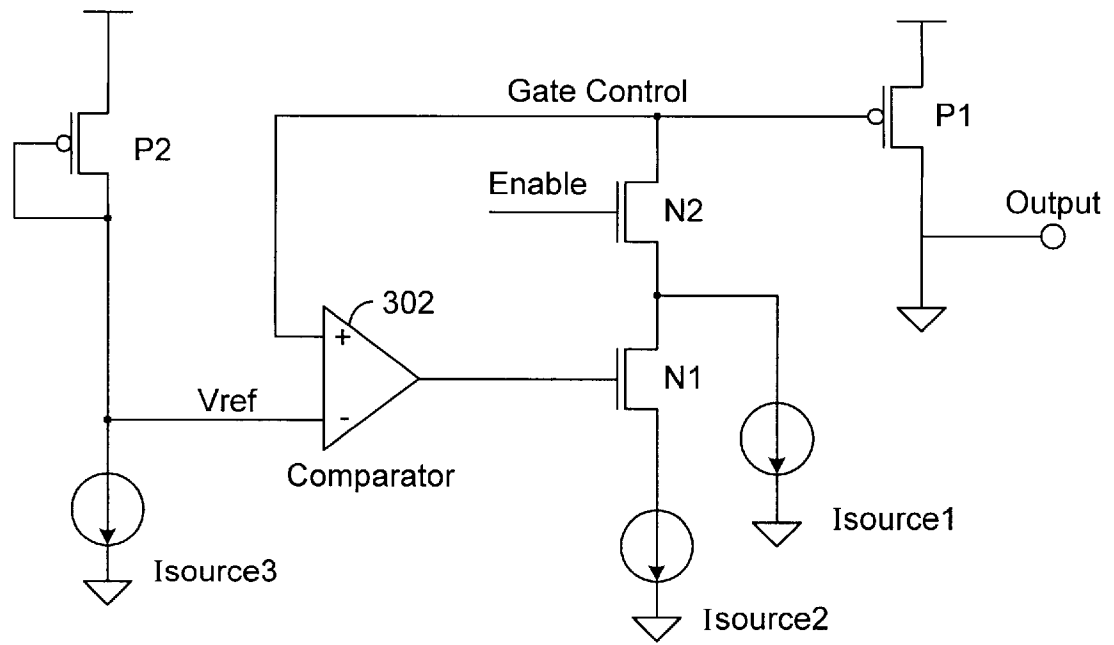 Gate Control
P1
P2
Enable
N2
Output
302
+
N1
Vref
-
Comparator
Isource1
Isource3
Isource2